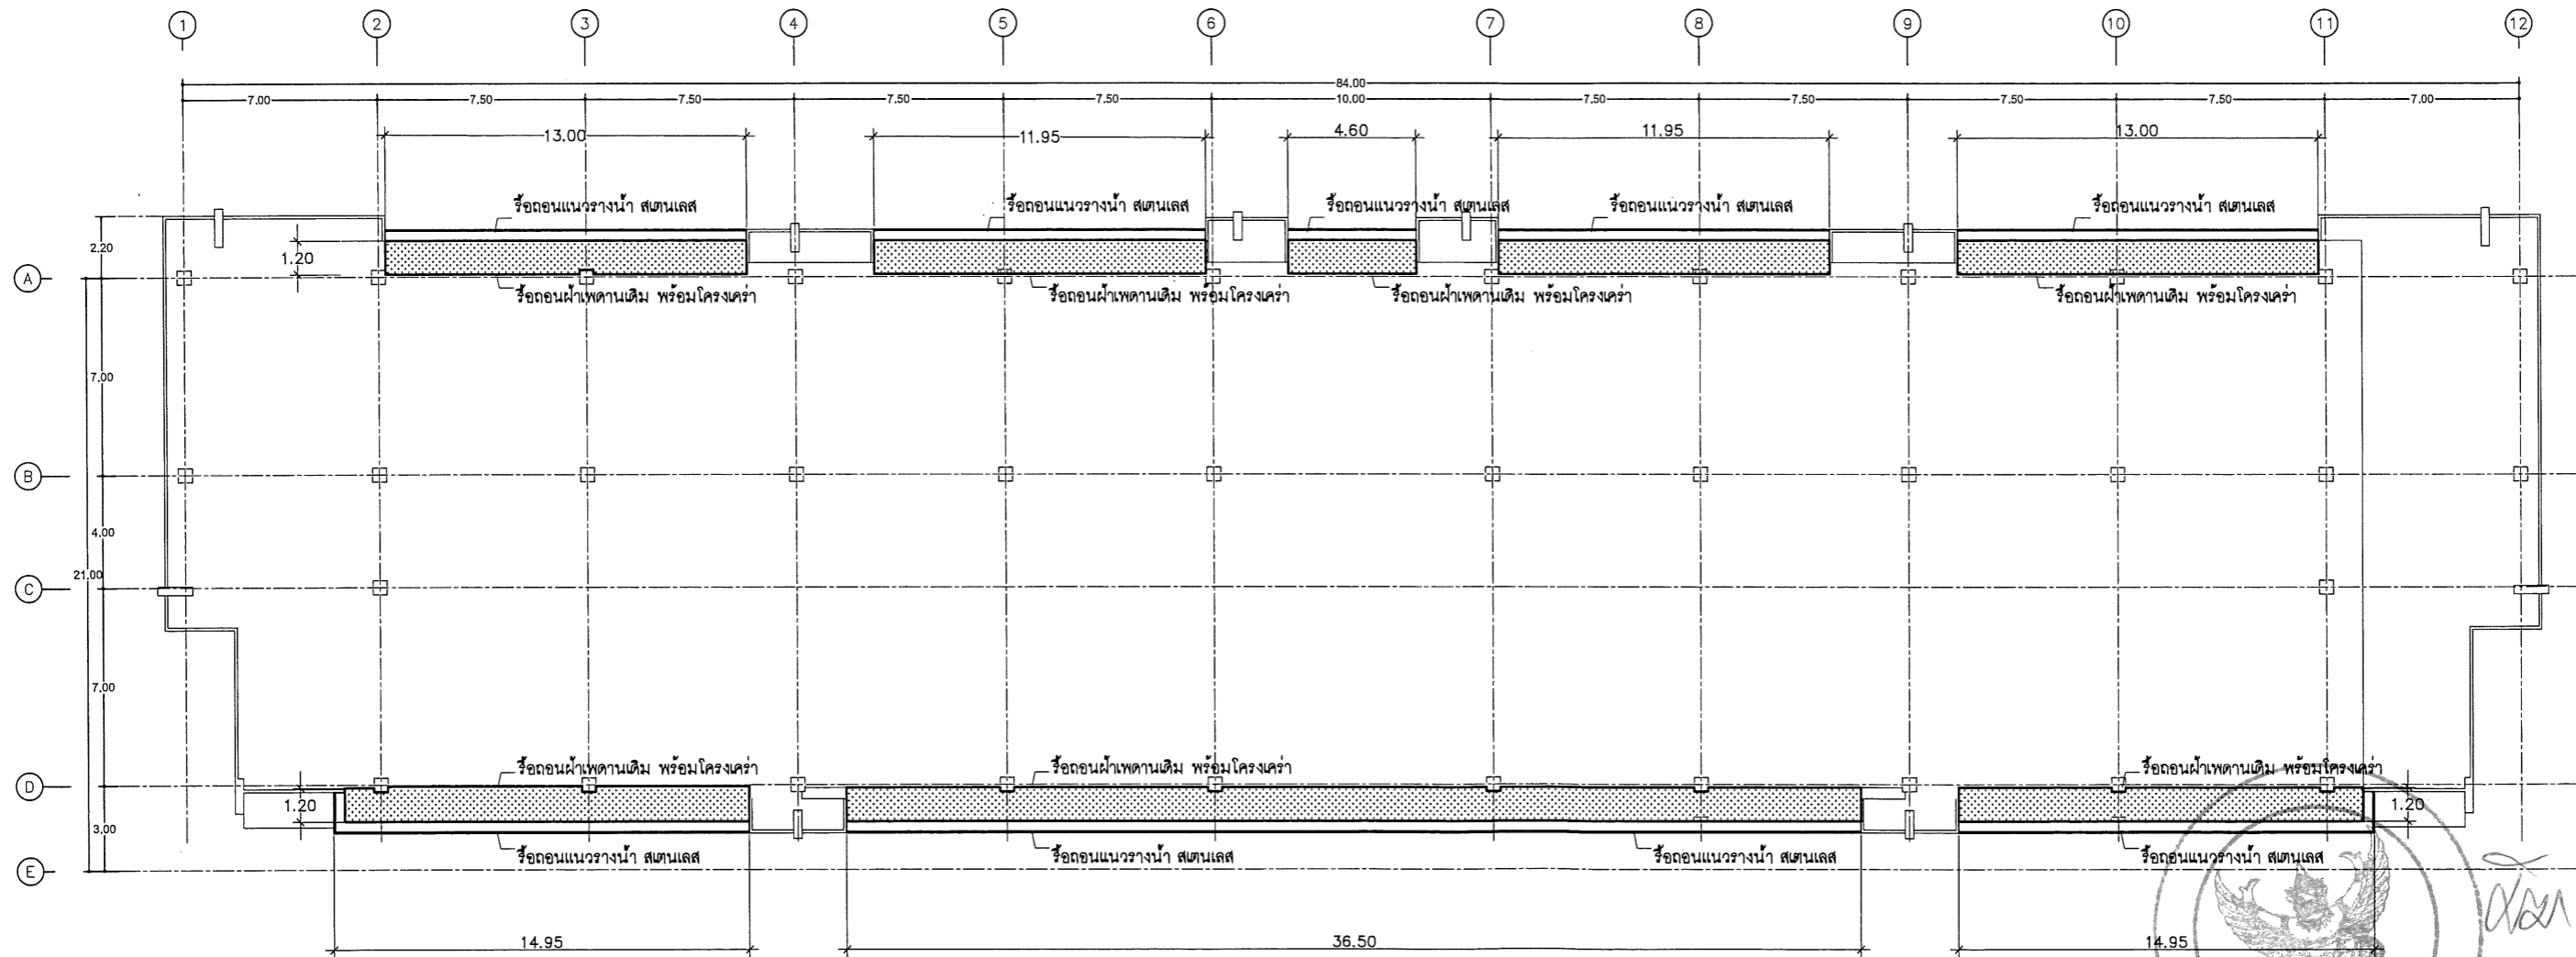 1 2 3 4 5 6 7 8 9 10 11 12
84.00
7.00 7.50 7.50 7.50 7.50 10.00 7.50 7.50 7.50 7.50 7.00
13.00 11.95 4.60 11.95 13.00
รื้อถอนแนวรางน้ำ สเตนเลส รื้อถอนแนวรางน้ำ สเตนเลส รื้อถอนแนวรางน้ำ สเตนเลส รื้อถอนแนวรางน้ำ สเตนเลส รื้อถอนแนวรางน้ำ สเตนเลส
2.20
1.20
A
รื้อถอนฝ้าเพดานเดิม พร้อมโครงเคร่า รื้อถอนฝ้าเพดานเดิม พร้อมโครงเคร่า รื้อถอนฝ้าเพดานเดิม พร้อมโครงเคร่า รื้อถอนฝ้าเพดานเดิม พร้อมโครงเคร่า
7.00
B
4.00
21.00
C
7.00
รื้อถอนฝ้าเพดานเดิม พร้อมโครงเคร่า รื้อถอนฝ้าเพดานเดิม พร้อมโครงเคร่า รื้อถอนฝ้าเพดานเดิม พร้อมโครงเคร่า
D
1.20 1.20
3.00
รื้อถอนแนวรางน้ำ สเตนเลส รื้อถอนแนวรางน้ำ สเตนเลส รื้อถอนแนวรางน้ำ สเตนเลส รื้อถอนแนวรางน้ำ สเตนเลส
E
14.95 36.50 14.95